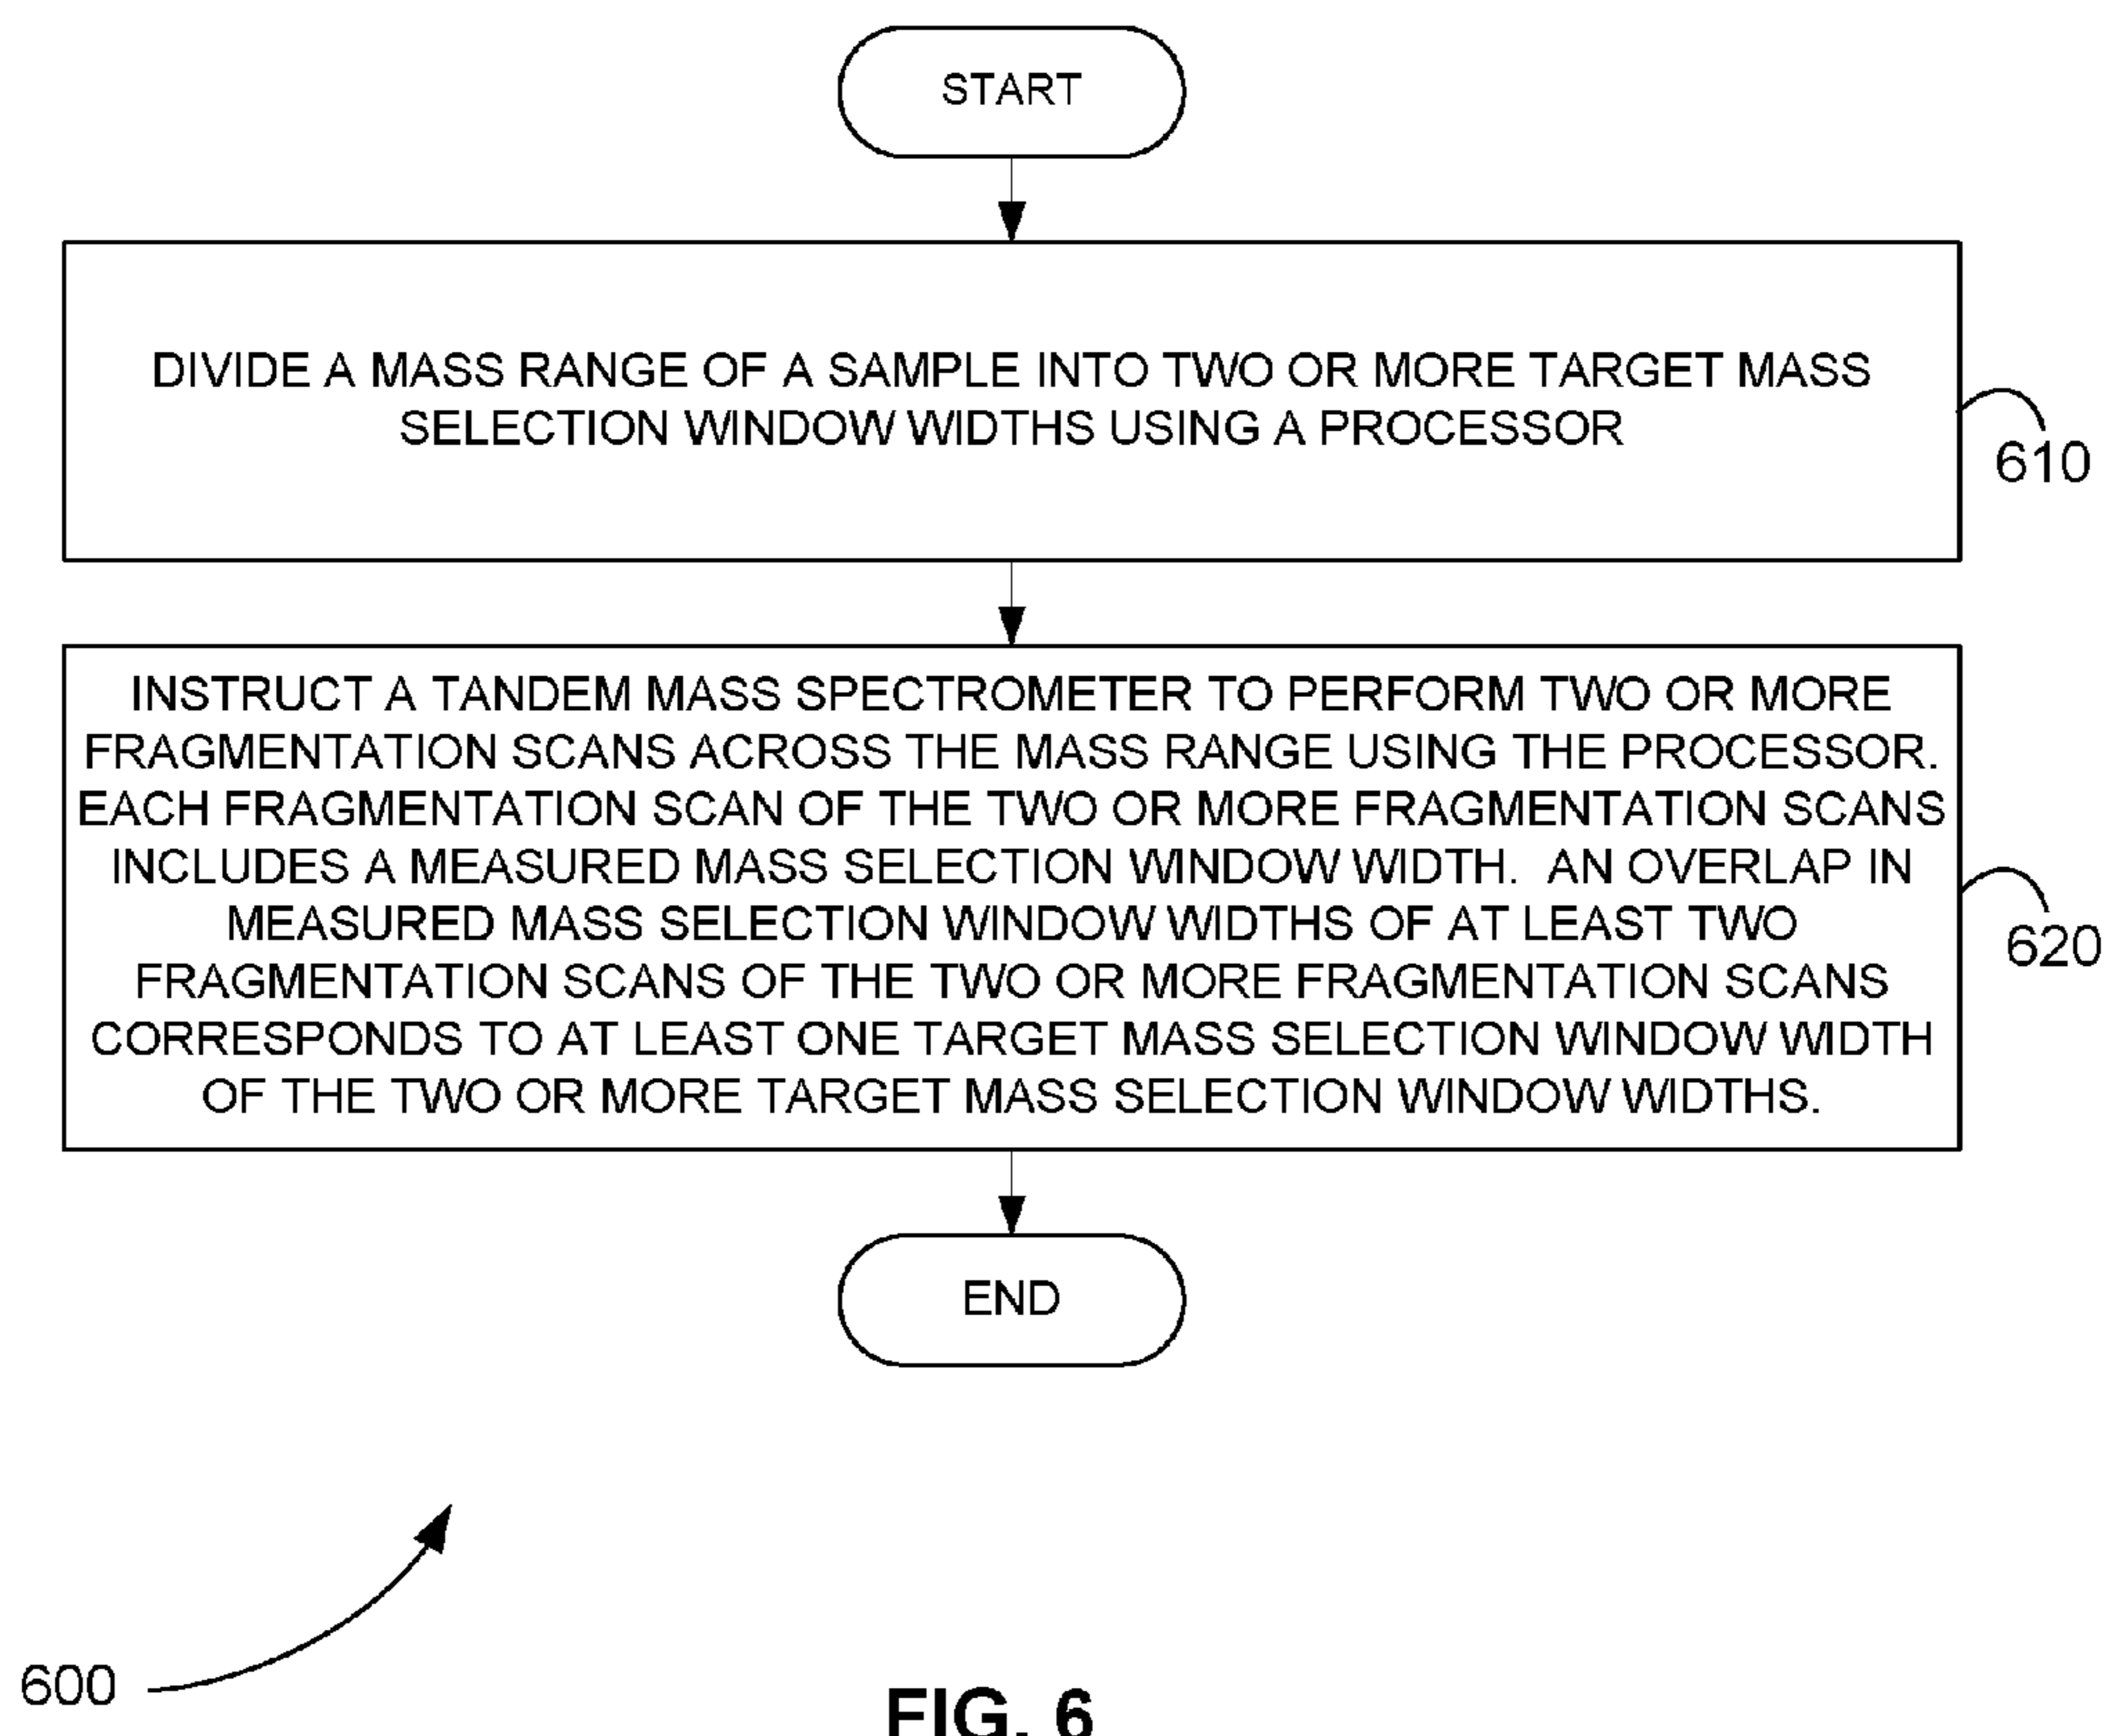 START
DIVIDE A MASS RANGE OF A SAMPLE INTO TWO OR MORE TARGET MASS
SELECTION WINDOW WIDTHS USING A PROCESSOR
610
INSTRUCT A TANDEM MASS SPECTROMETER TO PERFORM TWO OR MORE
FRAGMENTATION SCANS ACROSS THE MASS RANGE USING THE PROCESSOR.
EACH FRAGMENTATION SCAN OF THE TWO OR MORE FRAGMENTATION SCANS
INCLUDES A MEASURED MASS SELECTION WINDOW WIDTH. AN OVERLAP IN
MEASURED MASS SELECTION WINDOW WIDTHS OF AT LEAST TWO
FRAGMENTATION SCANS OF THE TWO OR MORE FRAGMENTATION SCANS
CORRESPONDS TO AT LEAST ONE TARGET MASS SELECTION WINDOW WIDTH
OF THE TWO OR MORE TARGET MASS SELECTION WINDOW WIDTHS.
620
END
600
FIG. 6